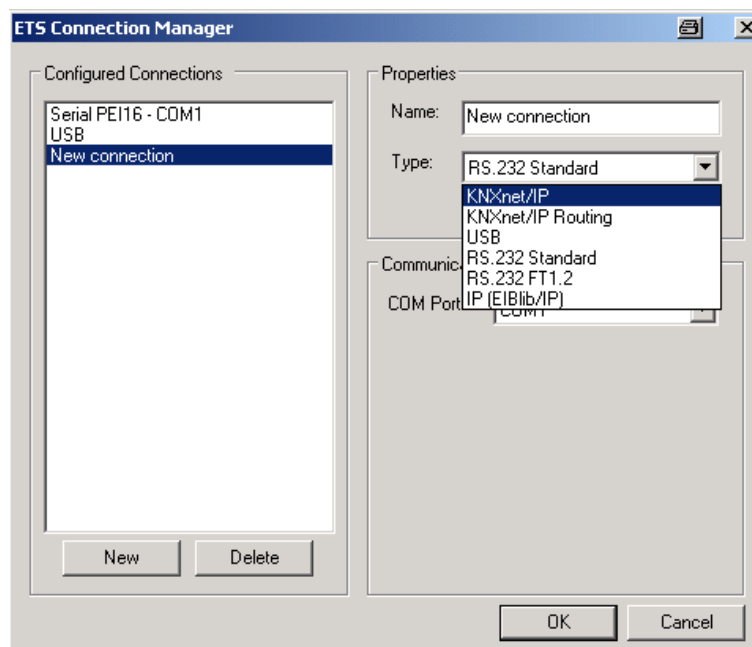 ETS Connection Manager
Configured Connections
Serial PEI16 - COM1
USB
New connection
New
Delete
Properties
Name:
New connection
Type:
RS.232 Standard
KNXnet/IP
KNXnet/IP Routing
USB
RS.232 Standard
RS.232 FT1.2
IP (EIBlib/IP)
Communic
COM Port
COM1
OK
Cancel